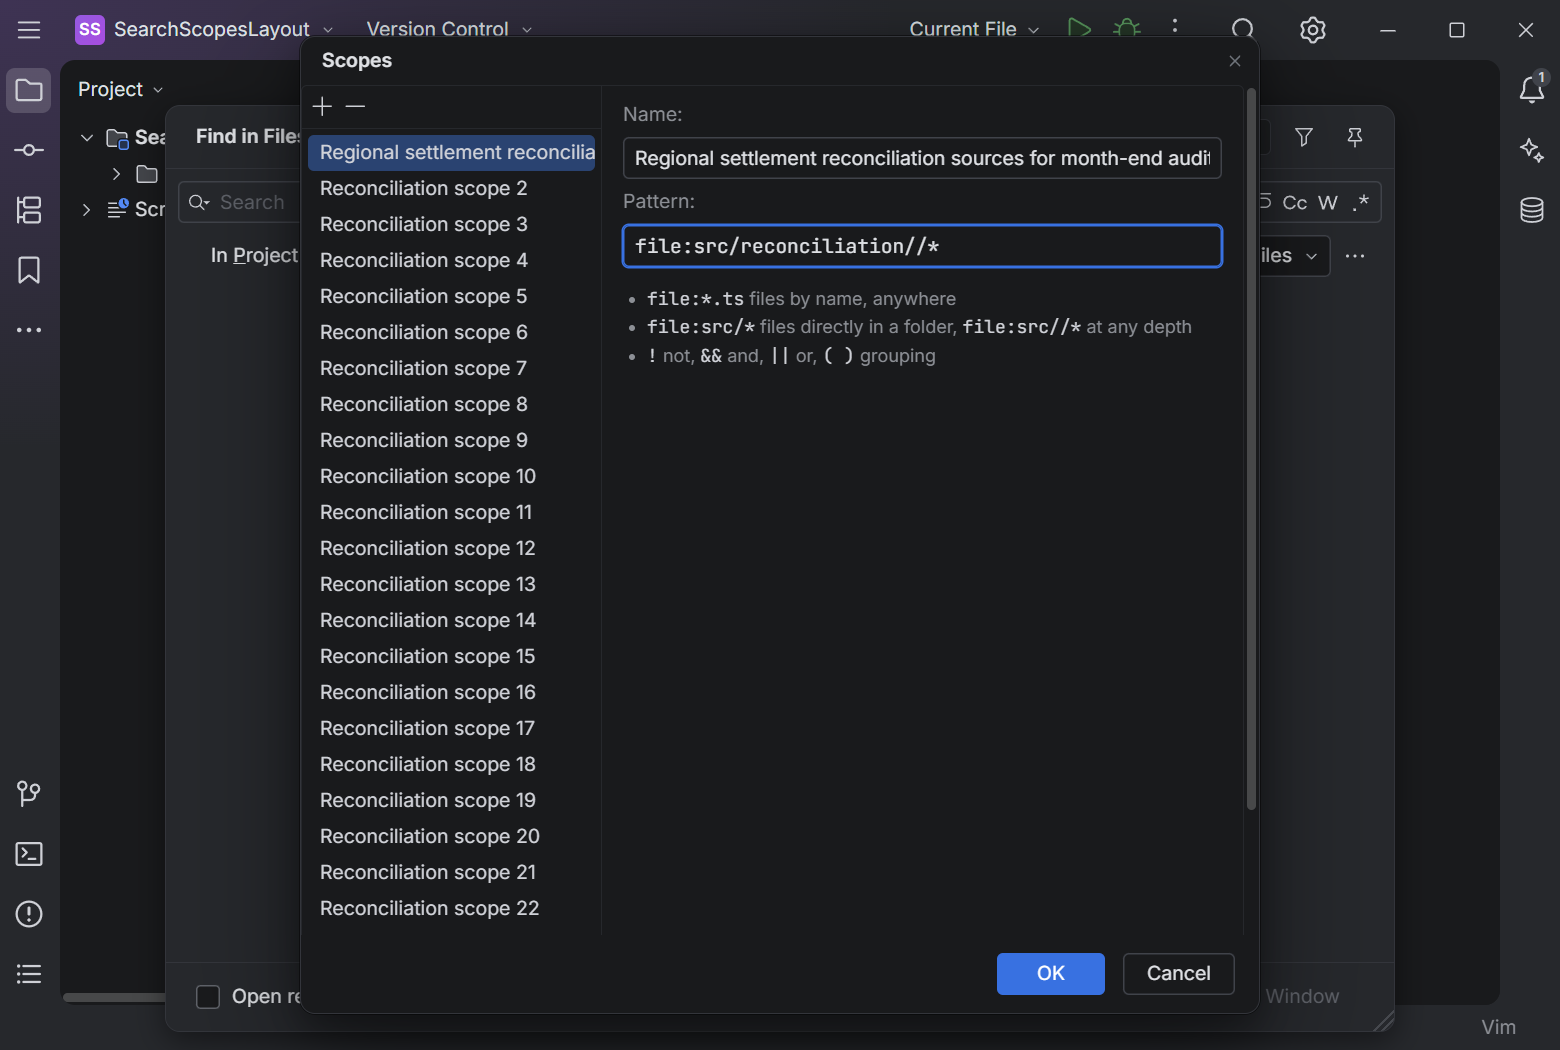 SS SearchScopesLayout Version Control Current File
Scopes
Project
Find in Files
Search
In Project
Cc W .*
Open
Window
Vim
1
Regional settlement reconcilia
Reconciliation scope 2
Reconciliation scope 3
Reconciliation scope 4
Reconciliation scope 5
Reconciliation scope 6
Reconciliation scope 7
Reconciliation scope 8
Reconciliation scope 9
Reconciliation scope 10
Reconciliation scope 11
Reconciliation scope 12
Reconciliation scope 13
Reconciliation scope 14
Reconciliation scope 15
Reconciliation scope 16
Reconciliation scope 17
Reconciliation scope 18
Reconciliation scope 19
Reconciliation scope 20
Reconciliation scope 21
Reconciliation scope 22
Name:
Regional settlement reconciliation sources for month-end audit
Pattern:
file:src/reconciliation//*
• file:*.ts files by name, anywhere
• file:src/* files directly in a folder, file:src//* at any depth
• ! not, && and, || or, ( ) grouping
OK Cancel